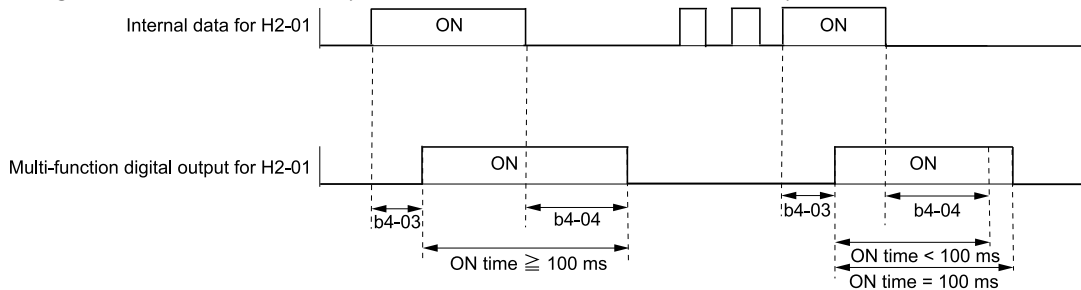 Internal data for H2-01
ON
ON
Multi-function digital output for H2-01
ON
ON
b4-03
b4-04
b4-03
b4-04
ON time ≧ 100 ms
ON time < 100 ms
ON time = 100 ms